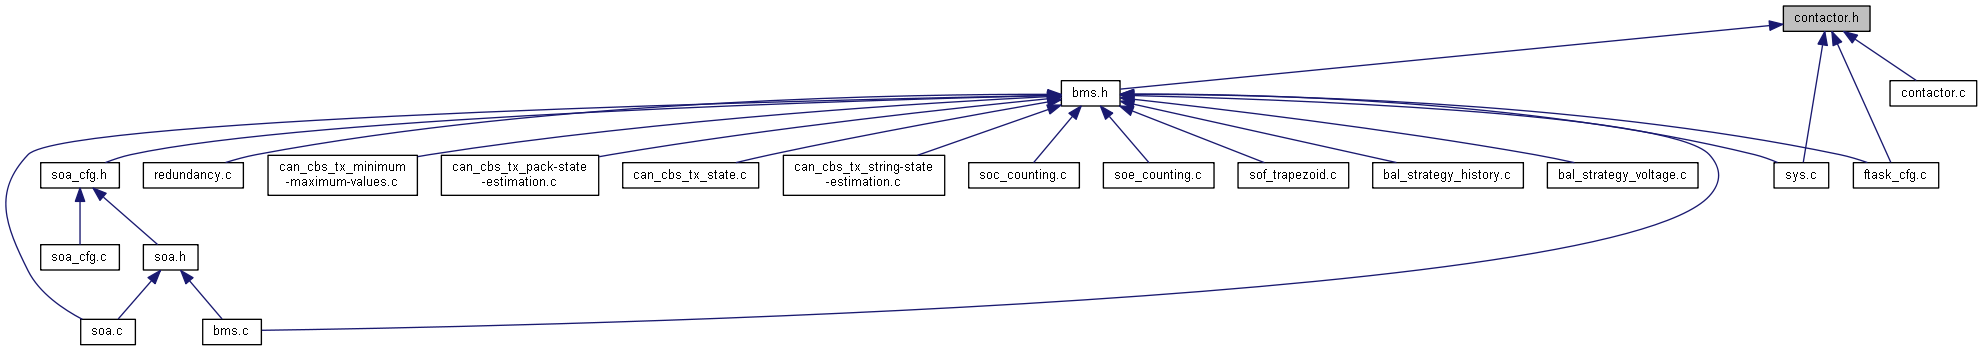 contactor.h
bms.h
contactor.c
soa_cfg.h
redundancy.c
can_cbs_tx_minimum
-maximum-values.c
can_cbs_tx_pack-state
-estimation.c
can_cbs_tx_state.c
can_cbs_tx_string-state
-estimation.c
soc_counting.c
soe_counting.c
sof_trapezoid.c
bal_strategy_history.c
bal_strategy_voltage.c
sys.c
ftask_cfg.c
soa_cfg.c
soa.h
soa.c
bms.c